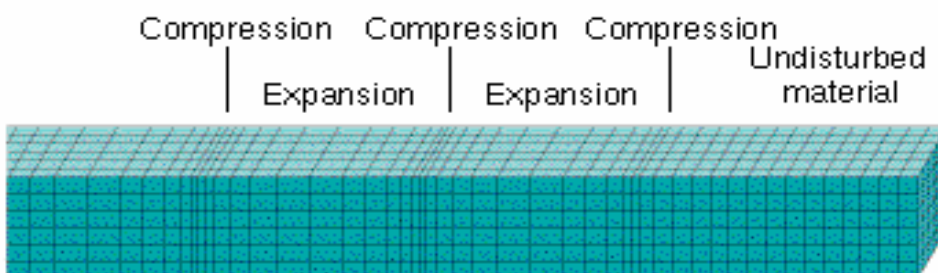 Compression Compression Compression
Undisturbed
Expansion Expansion material